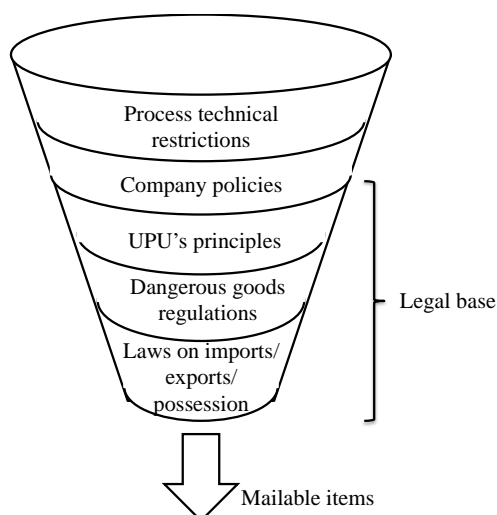 Process technical
restrictions
Company policies
UPU's principles
Dangerous goods
regulations
Legal base
Laws on imports/
exports/
possession
Mailable items